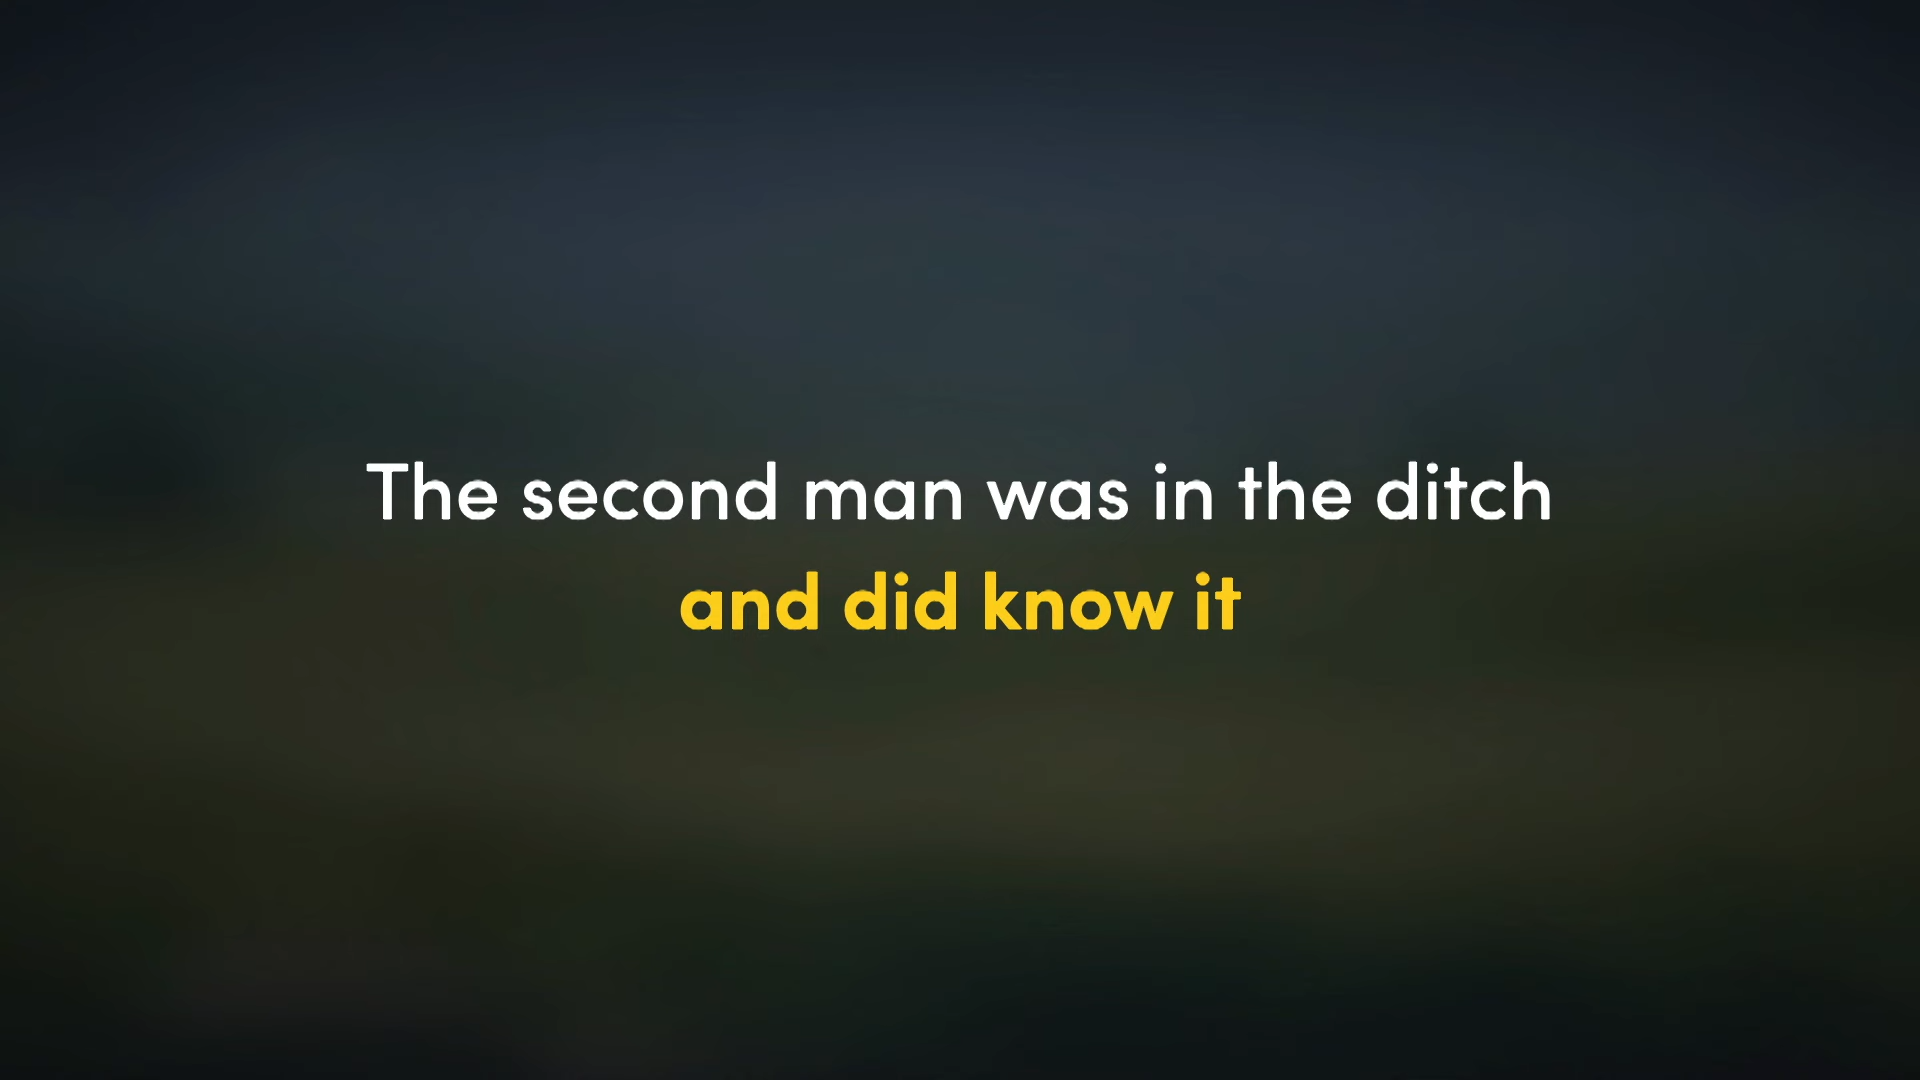 The second man was in the ditch
and did know it